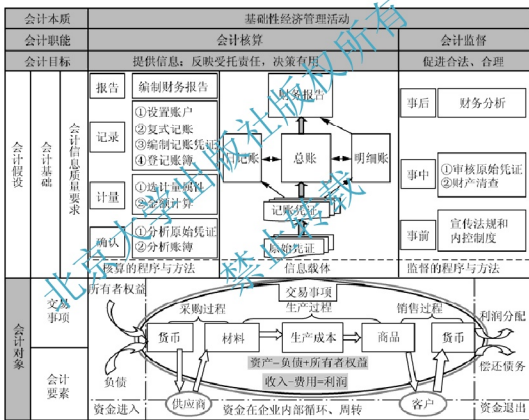 会计本质
基础性经济管理活动
会计职能
会计核算
会计监督
会计目标
提供信息：反映受托责任，决策有用
促进合法、合理
会计假设
会计基础
会计信息质量要求
报告
编制财务报告
记录
①设置账户
②复式记账
③编制记账凭证
④登记账簿
计量
①选计量属性
②金额计算
确认
①分析原始凭证
②分析账簿
核算的程序与方法
财务报告
日记账
总账
明细账
记账凭证
原始凭证
信息载体
事后
财务分析
事中
①审核原始凭证
②财产清查
事前
宣传法规和
内控制度
监督的程序与方法
会计对象
交易
事项
会计
要素
所有者权益
负债
资金进入
交易事项
采购过程
生产过程
销售过程
货币
材料
生产成本
商品
货币
资产=负债+所有者权益
收入-费用=利润
供应商
客户
资金在企业内部循环、周转
利润分配
偿还债务
资金退出
北京大学出版社版权所有
禁止转载